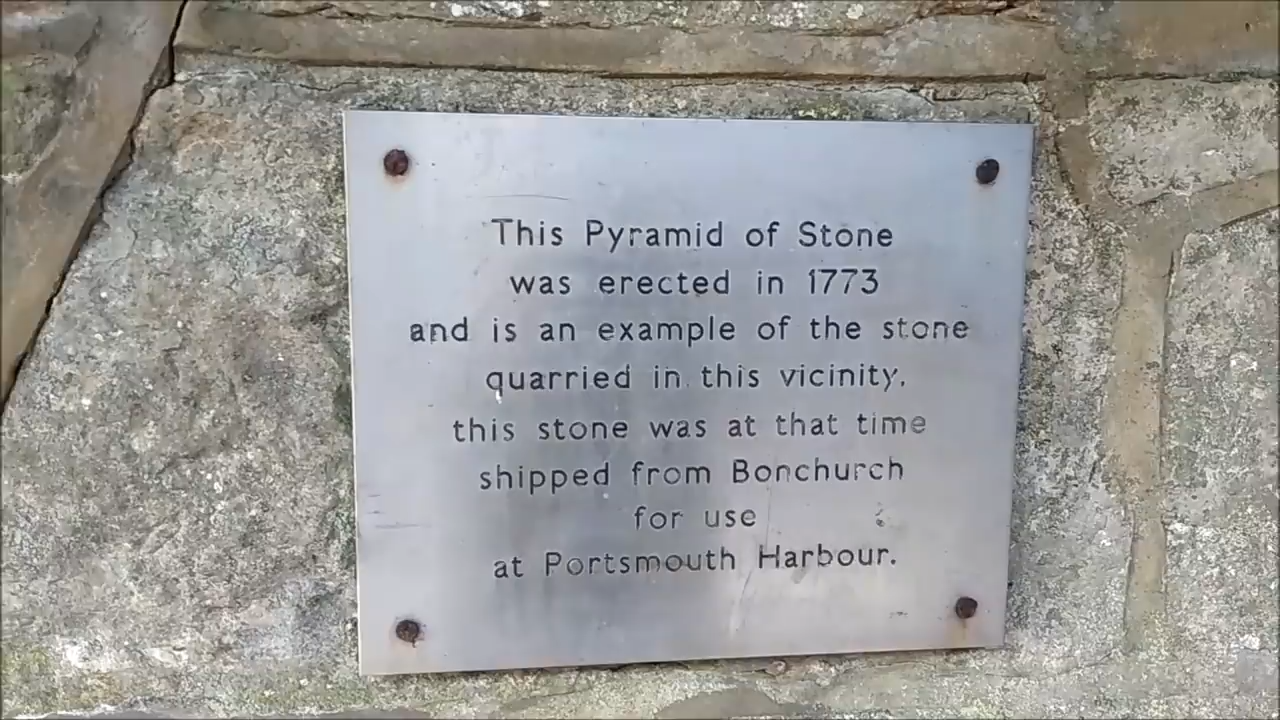 This Pyramid of Stone
was erected in 1773
and is an example of the stone
quarried in this vicinity.
this stone was at that time
shipped from Bonchurch
for use
at Portsmouth Harbour.